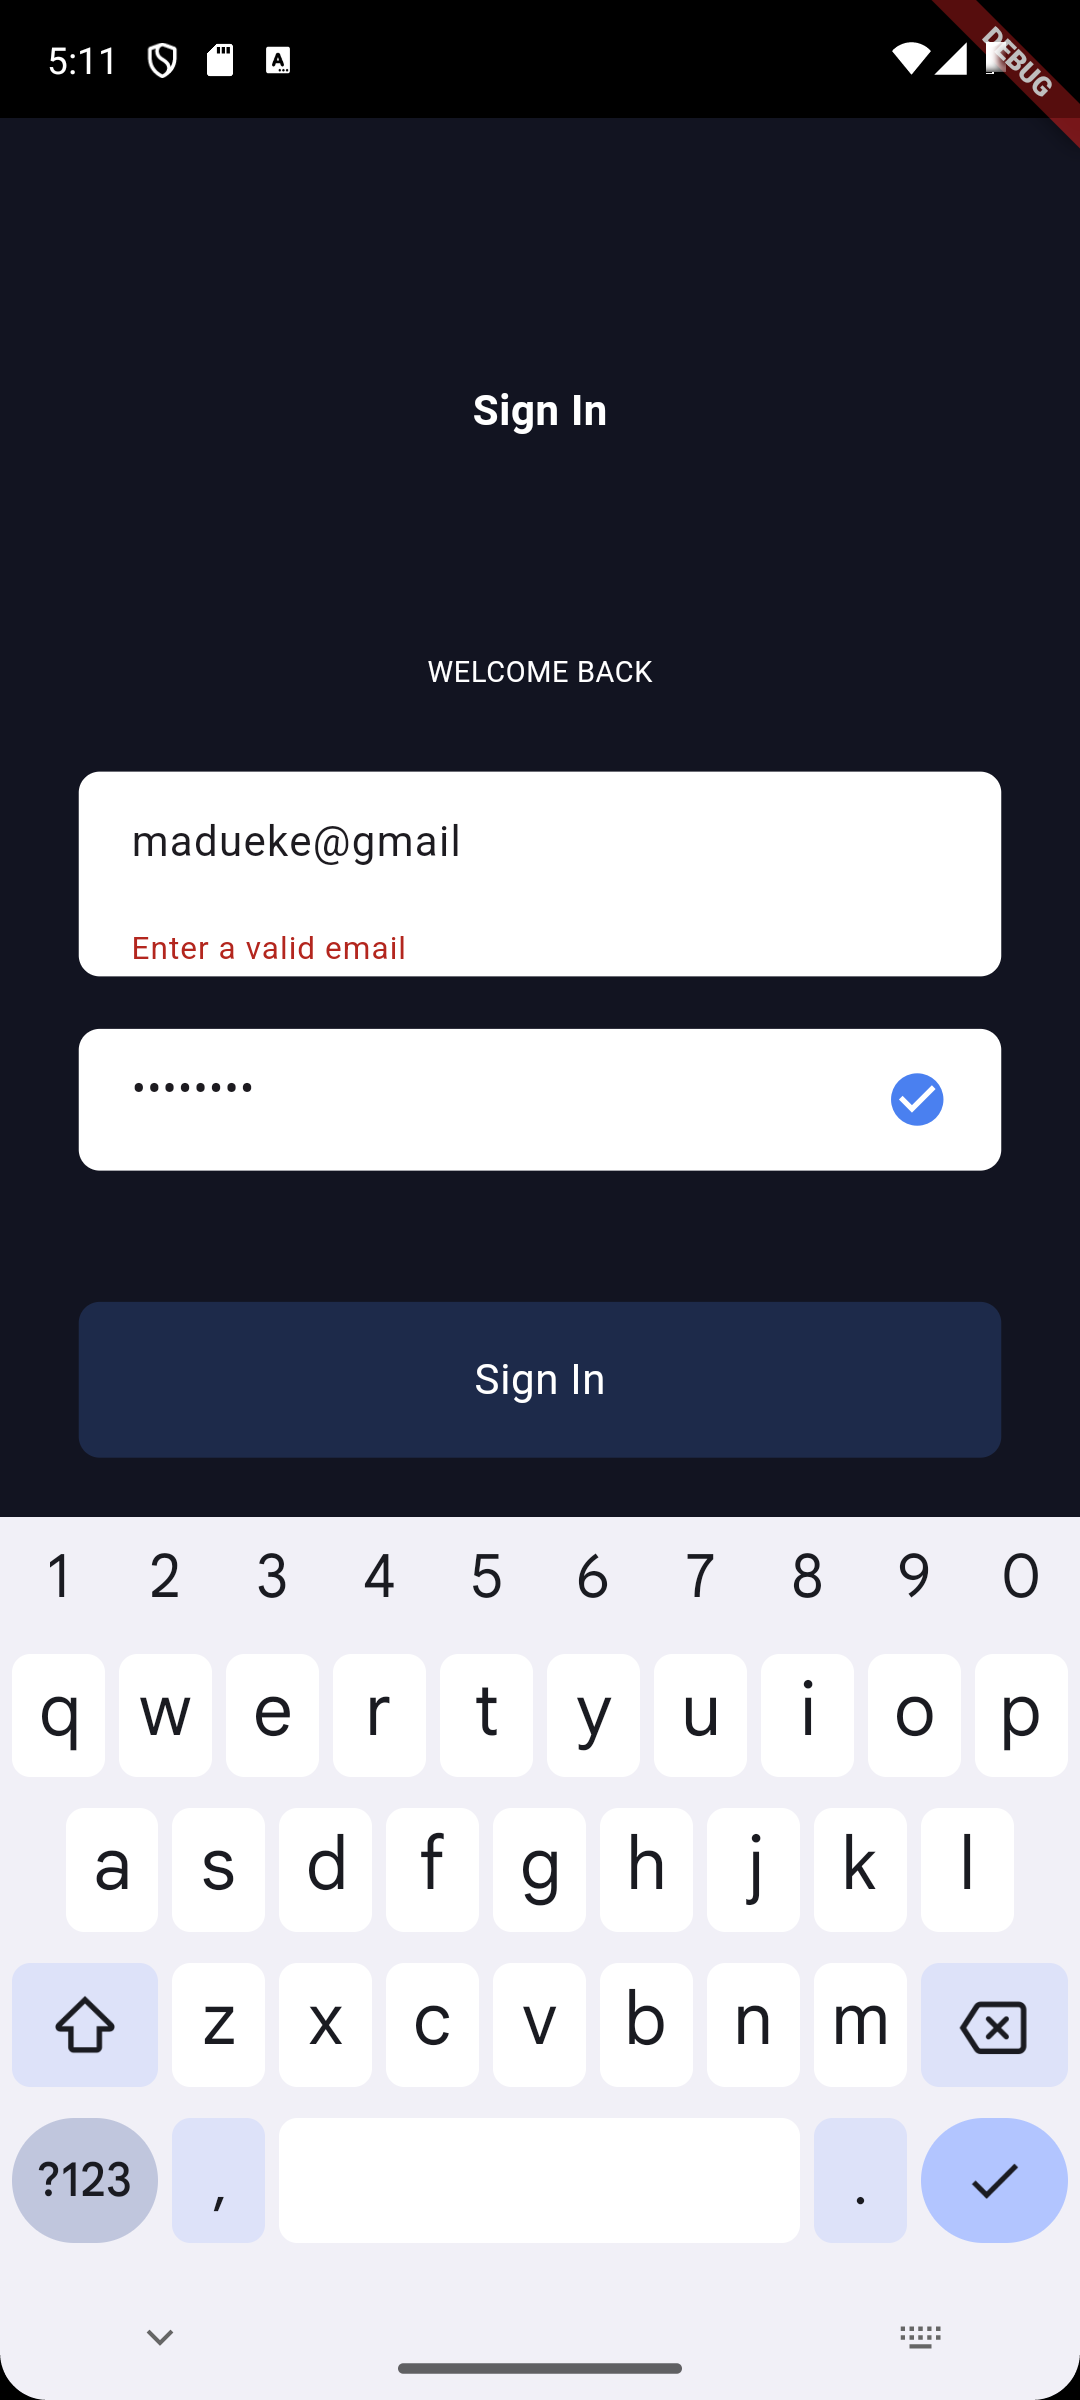 5:11
DEBUG
Sign In
WELCOME BACK
madueke@gmail
Enter a valid email
••••••••
Sign In
1 2 3 4 5 6 7 8 9 0
q w e r t y u i o p
a s d f g h j k l
z x c v b n m
?123 , .